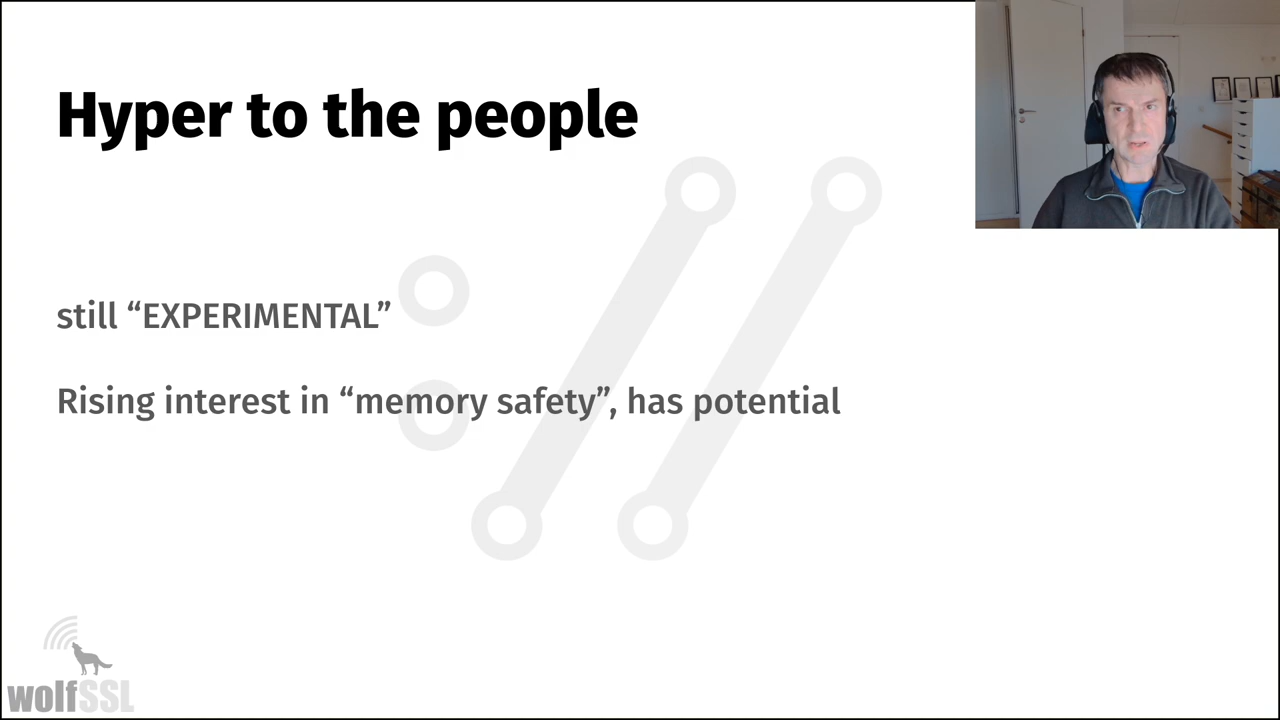 Hyper to the people
still “EXPERIMENTAL”
Rising interest in “memory safety”, has potential
wolfSSL